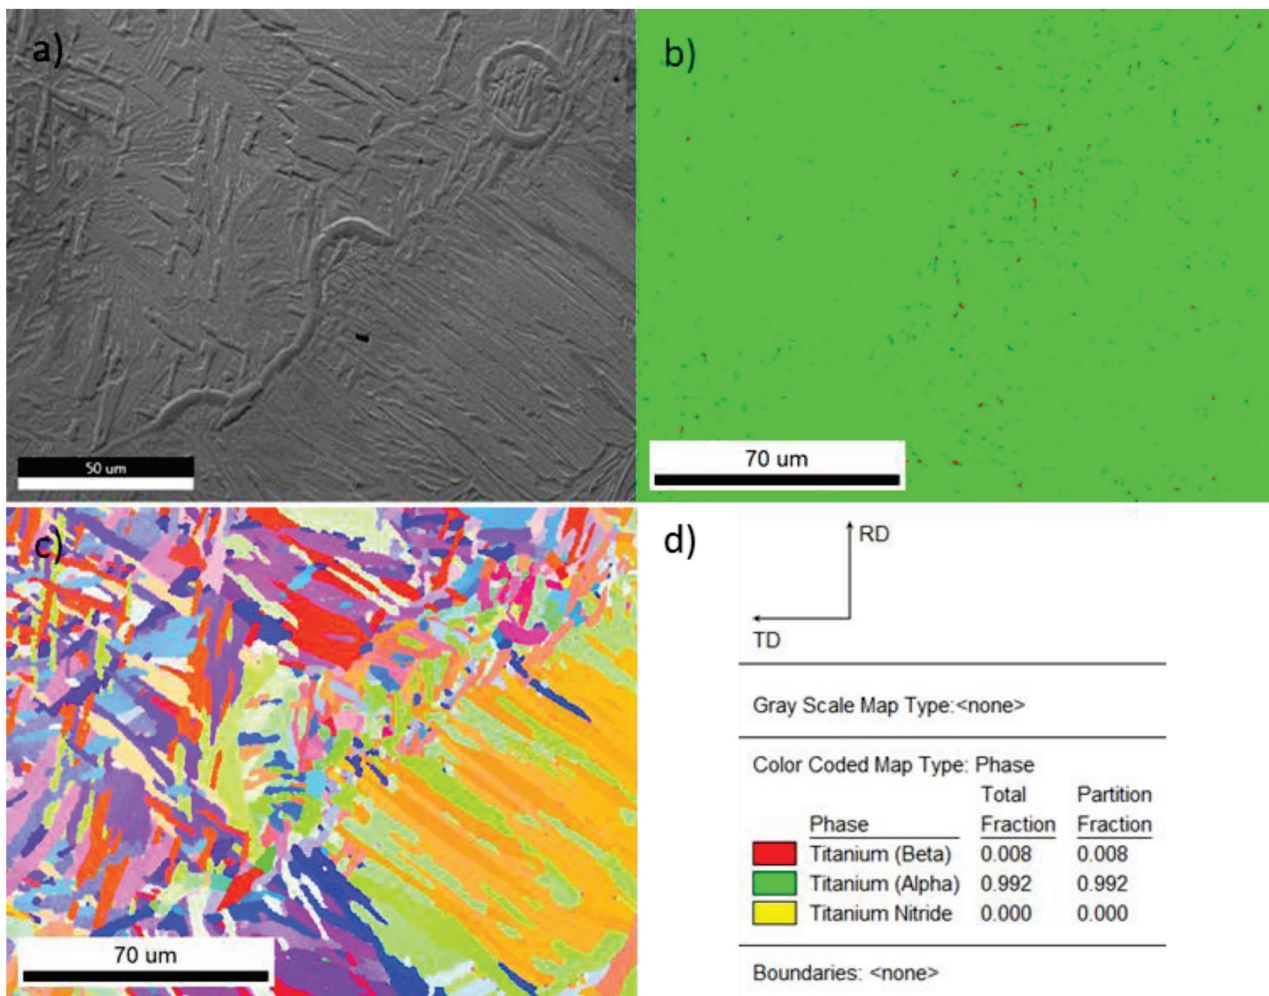 a)
50 um
b)
70 um
c)
70 um
d)
RD
TD
Gray Scale Map Type:<none>
Color Coded Map Type: Phase
Total Partition
Phase Fraction Fraction
Titanium (Beta) 0.008 0.008
Titanium (Alpha) 0.992 0.992
Titanium Nitride 0.000 0.000
Boundaries: <none>